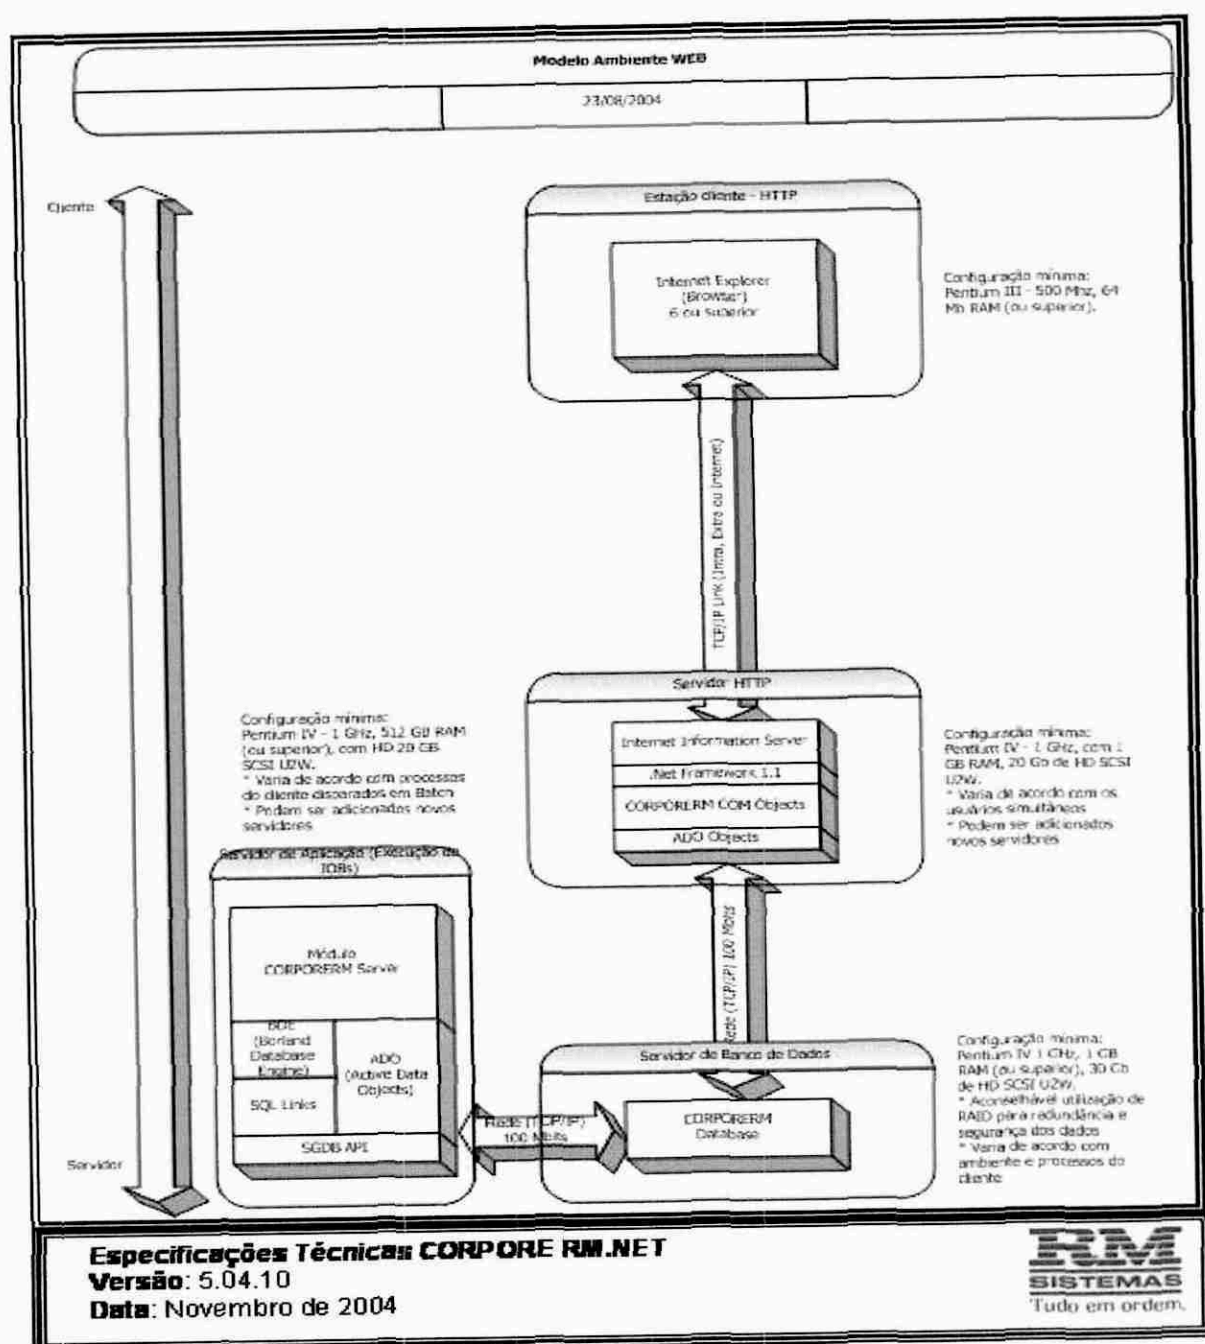 Modelo Ambiente WEB
23/08/2004
Cliente
Estação cliente - HTTP
Internet Explorer
(Browser)
6 ou superior
Configuração mínima:
Pentium III - 500 Mhz, 64
Mb RAM (ou superior).
TCP/IP Link (Intra, Extra ou Internet)
Servidor HTTP
Internet Information Server
.Net Framework 1.1
CORPORERM COM Objects
ADO Objects
Configuração mínima:
Pentium IV - 1 GHz, com 1
GB RAM, 20 Gb de HD SCSI
U2W.
* Varia de acordo com os
usuários simultâneos
* Podem ser adicionados
novos servidores
Configuração mínima:
Pentium IV - 1 GHz, 512 GB RAM
(ou superior), com HD 20 GB
SCSI U2W.
* Varia de acordo com processos
do cliente disparados em Batch
* Podem ser adicionados novos
servidores
Servidor de Aplicação (Execução de
JOBs)
Módulo
CORPORERM Server
BDE
(Borland
Database
Engine)
ADO
(Active Data
Objects)
SQL Links
SGDB API
Rede (TCP/IP) 100 Mbits
Rede (TCP/IP)
100 Mbits
Servidor de Banco de Dados
CORPORERM
Database
Configuração mínima:
Pentium IV 1 GHz, 1 GB
RAM (ou superior), 30 Gb
de HD SCSI U2W.
* Aconselhável utilização de
RAID para redundância e
segurança dos dados
* Varia de acordo com
ambiente e processos do
cliente
Servidor
Especificações Técnicas CORPORE RM.NET
Versão: 5.04.10
Data: Novembro de 2004
RM
SISTEMAS
Tudo em ordem.